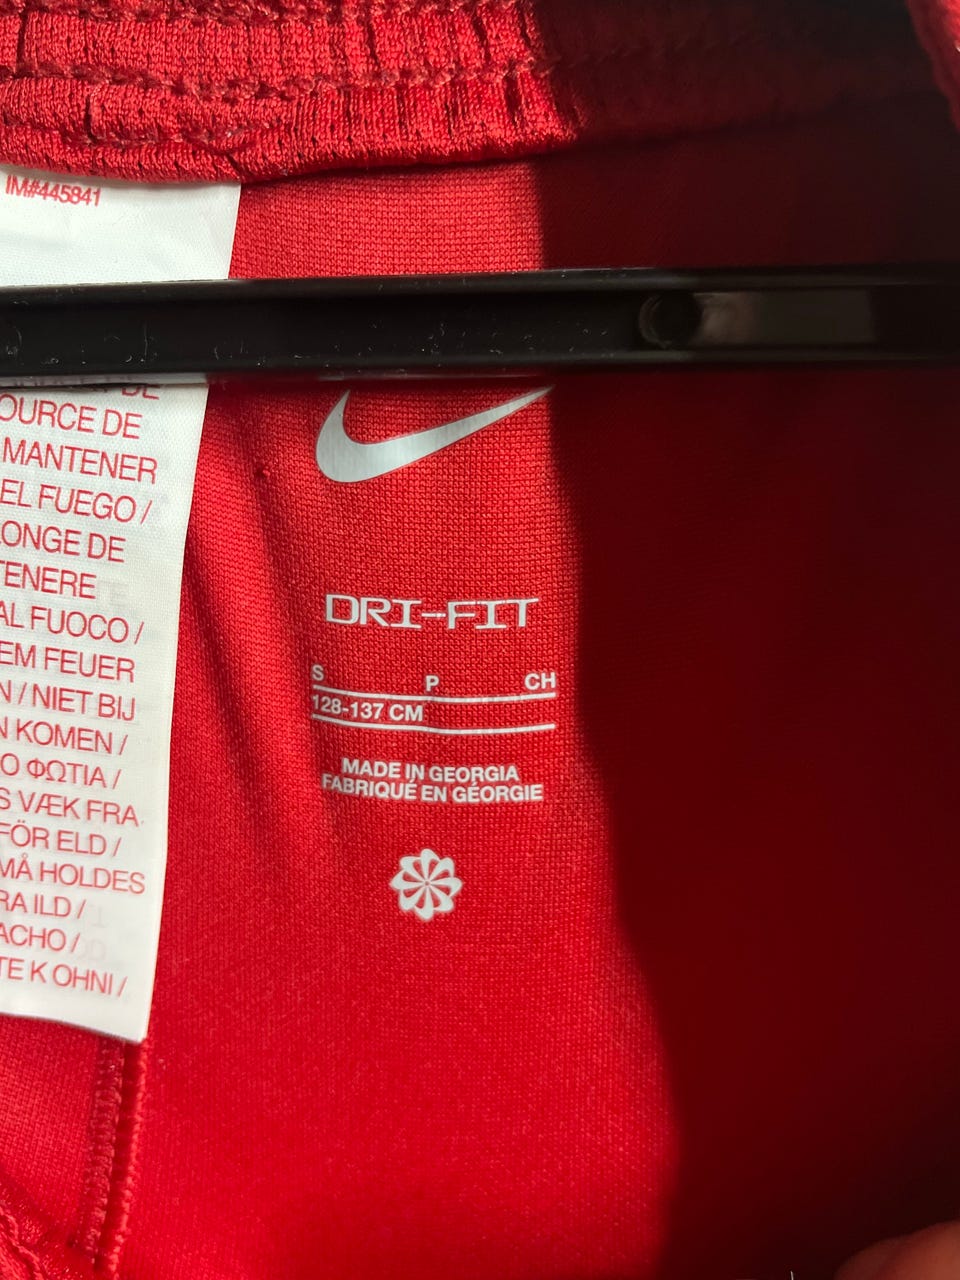 IM#445841
DE
OURCE DE
MANTENER
EL FUEGO /
ONGE DE
TENERE
AL FUOCO /
EM FEUER
N / NIET BIJ
N KOMEN /
O ΦΩΤΙΑ /
S VÆK FRA
FÖR ELD /
MÅ HOLDES
RA ILD /
ACHO /
TE K OHNI /
DRI-FIT
S P CH
128-137 CM
MADE IN GEORGIA
FABRIQUÉ EN GÉORGIE